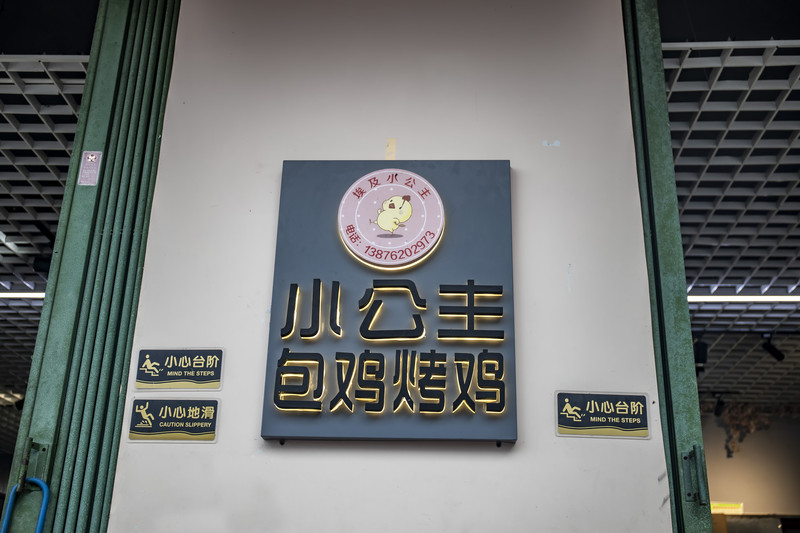 埃及小公主
电话：13876202973
小公主
包鸡烤鸡
小心台阶
MIND THE STEPS
小心地滑
CAUTION SLIPPERY
小心台阶
MIND THE STEPS